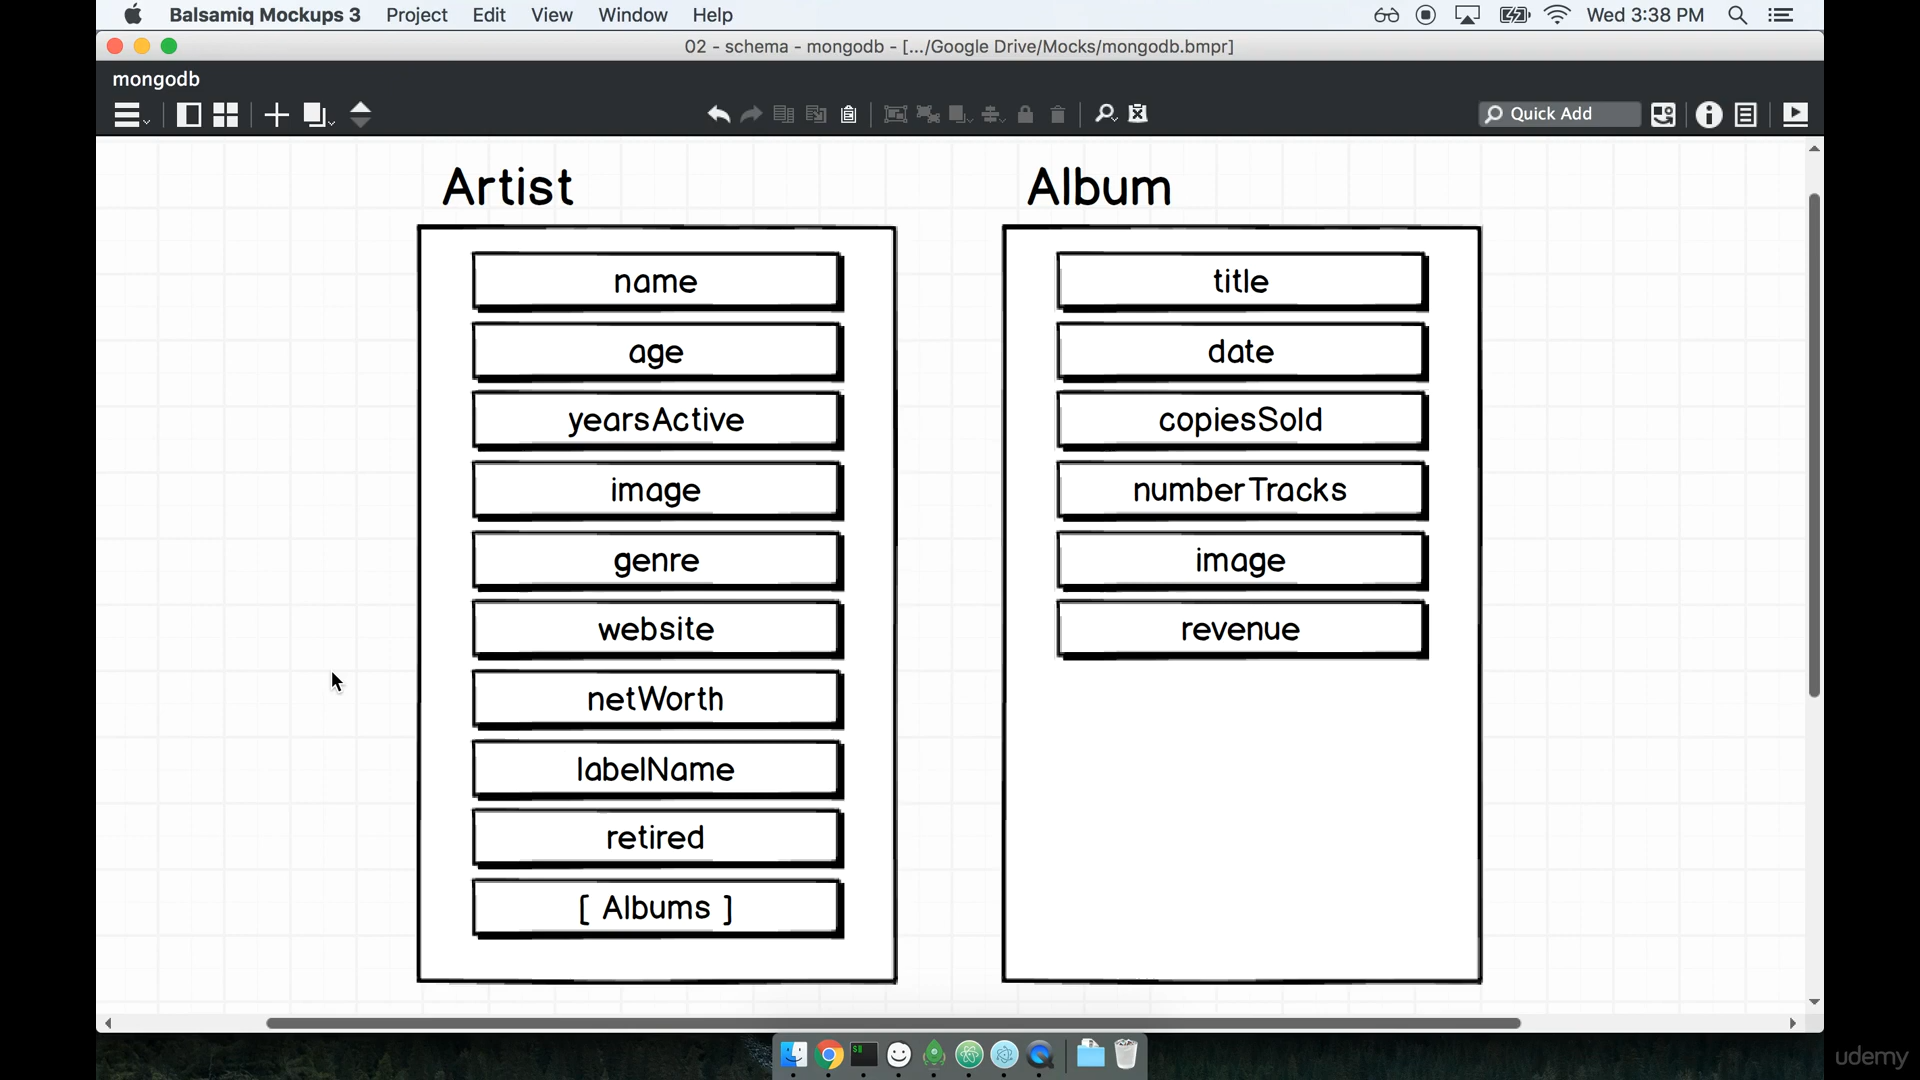 Balsamiq Mockups 3 Project Edit View Window Help Wed 3:38 PM
02 - schema - mongodb - [.../Google Drive/Mocks/mongodb.bmpr]
mongodb
Quick Add
Artist
name
age
yearsActive
image
genre
website
netWorth
labelName
retired
[ Albums ]
Album
title
date
copiesSold
numberTracks
image
revenue
udemy